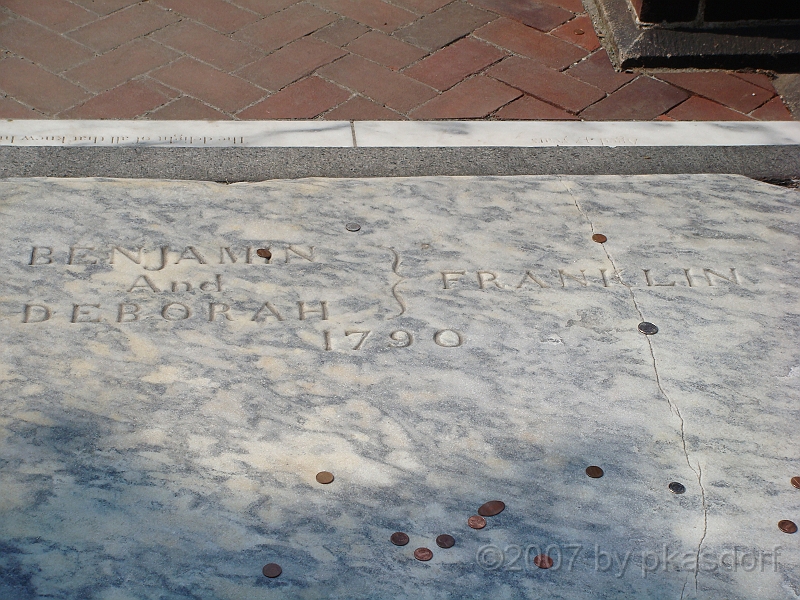 BENJAMIN
And
DEBORAH
FRANKLIN
1790
©2007 by pkasdorf